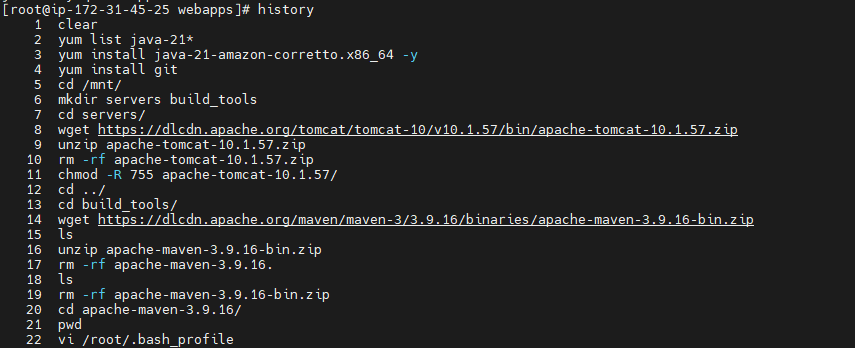 [root@ip-172-31-45-25 webapps]# history
1 clear
2 yum list java-21*
3 yum install java-21-amazon-corretto.x86_64 -y
4 yum install git
5 cd /mnt/
6 mkdir servers build_tools
7 cd servers/
8 wget https://dlcdn.apache.org/tomcat/tomcat-10/v10.1.57/bin/apache-tomcat-10.1.57.zip
9 unzip apache-tomcat-10.1.57.zip
10 rm -rf apache-tomcat-10.1.57.zip
11 chmod -R 755 apache-tomcat-10.1.57/
12 cd ../
13 cd build_tools/
14 wget https://dlcdn.apache.org/maven/maven-3/3.9.16/binaries/apache-maven-3.9.16-bin.zip
15 ls
16 unzip apache-maven-3.9.16-bin.zip
17 rm -rf apache-maven-3.9.16.
18 ls
19 rm -rf apache-maven-3.9.16-bin.zip
20 cd apache-maven-3.9.16/
21 pwd
22 vi /root/.bash_profile